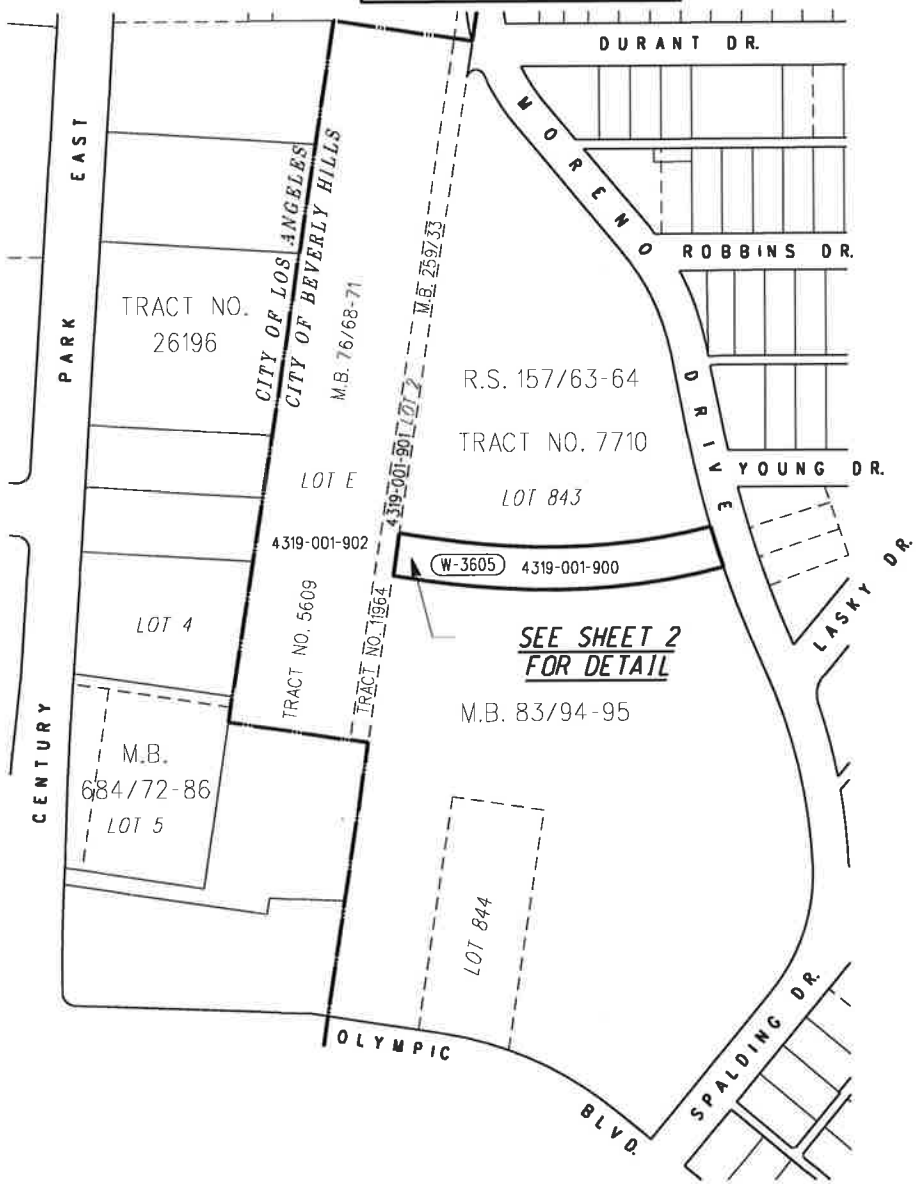 DURANT DR.
MORENO DRIVE
ROBBINS DR.
YOUNG DR.
LASKY DR.
CENTURY PARK EAST
CITY OF LOS ANGELES
CITY OF BEVERLY HILLS
TRACT NO.
26196
M.B. 76/68-71
M.B. 259/33
4319-001-901 LOT 2
R.S. 157/63-64
TRACT NO. 7710
LOT 843
LOT E
4319-001-902
W-3605 4319-001-900
LOT 4
TRACT NO. 5609
TRACT NO. 11964
SEE SHEET 2
FOR DETAIL
M.B. 83/94-95
M.B.
684/72-86
LOT 5
LOT 844
OLYMPIC BLVD.
SPALDING DR.